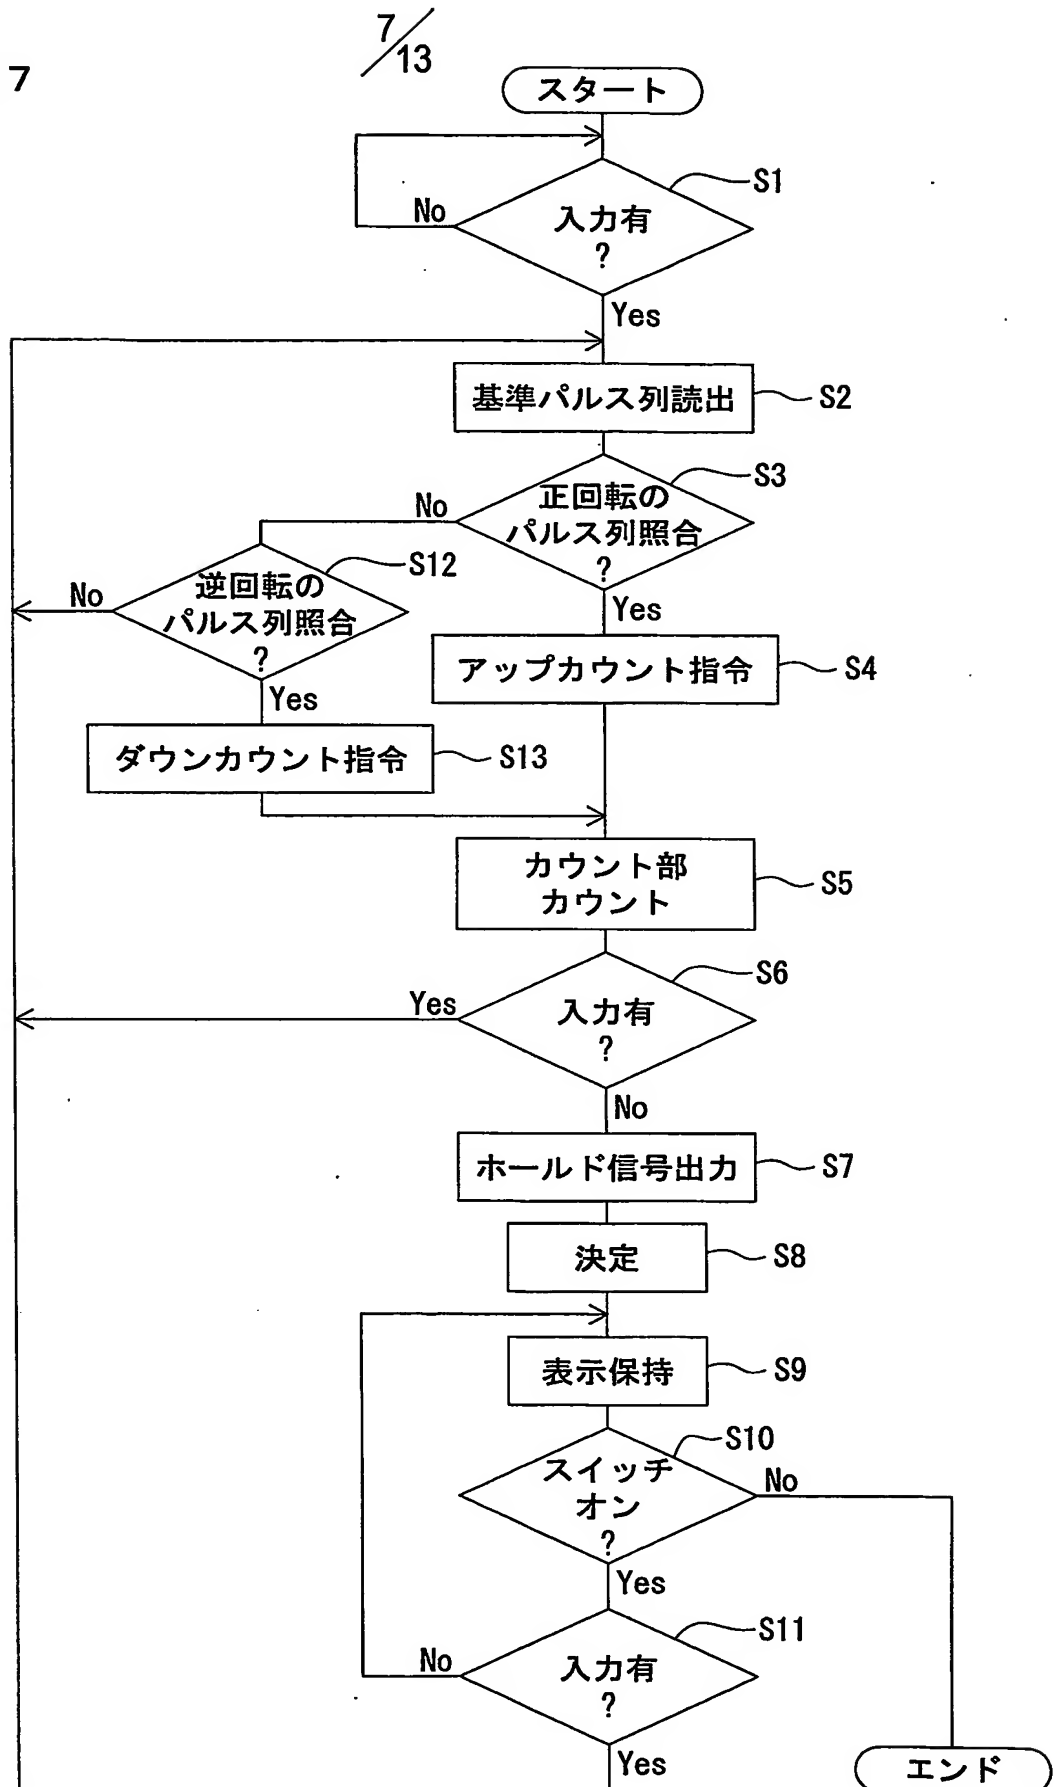 7/13
7
スタート
S1
No
入力有
?
Yes
基準パルス列読出
S2
S3
No
正回転の
パルス列照合
?
S12
No
逆回転の
パルス列照合
?
Yes
アップカウント指令
S4
Yes
ダウンカウント指令
S13
カウント部
カウント
S5
S6
Yes
入力有
?
No
ホールド信号出力
S7
決定
S8
表示保持
S9
S10
スイッチ
オン
?
No
Yes
S11
No
入力有
?
Yes
エンド